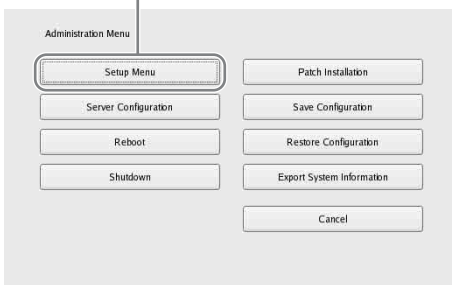 Administration Menu
Setup Menu
Patch Installation
Server Configuration
Save Configuration
Reboot
Restore Configuration
Shutdown
Export System Information
Cancel